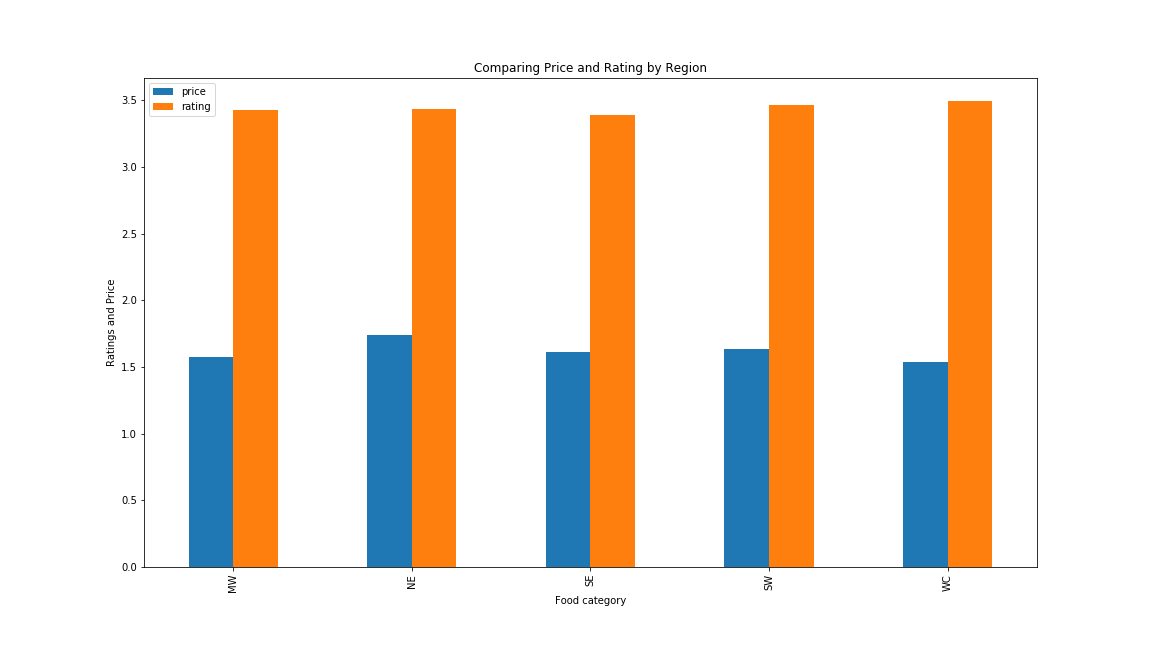 Comparing Price and Rating by Region
price
rating
3.5
3.0
2.5
2.0
1.5
1.0
0.5
0.0
Ratings and Price
MW
NE
SE
SW
WC
Food category